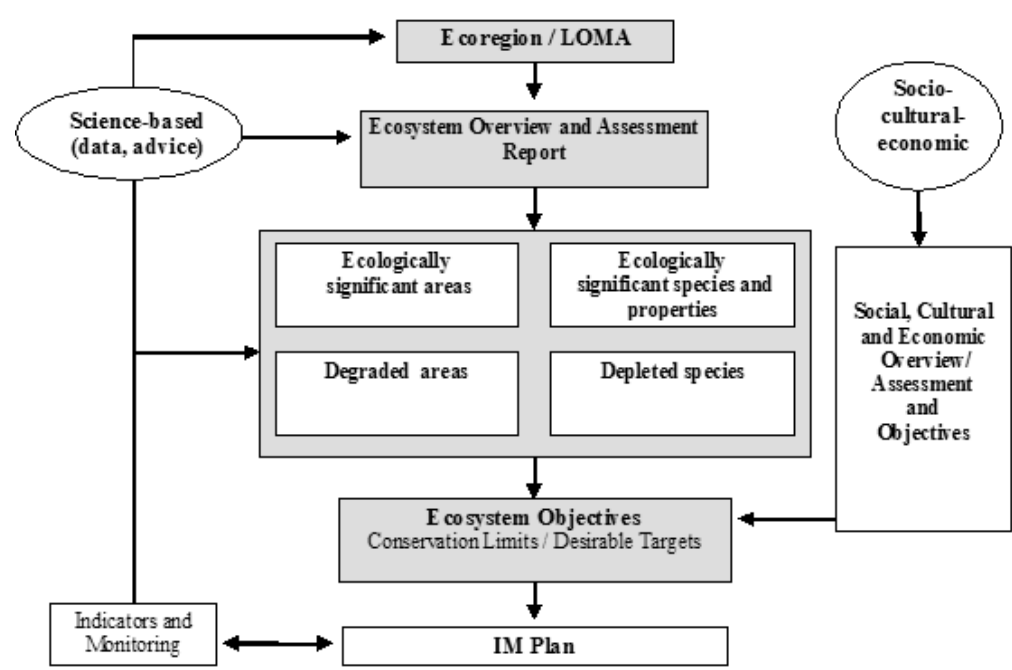 Ecoregion / LOMA
Science-based
(data, advice)
Ecosystem Overview and Assessment
Report
Socio-
cultural-
economic
Ecologically
significant areas
Ecologically
significant species and
properties
Degraded areas
Depleted species
Social, Cultural
and Economic
Overview/
Assessment
and
Objectives
Ecosystem Objectives
Conservation Limits / Desirable Targets
Indicators and
Monitoring
IM Plan